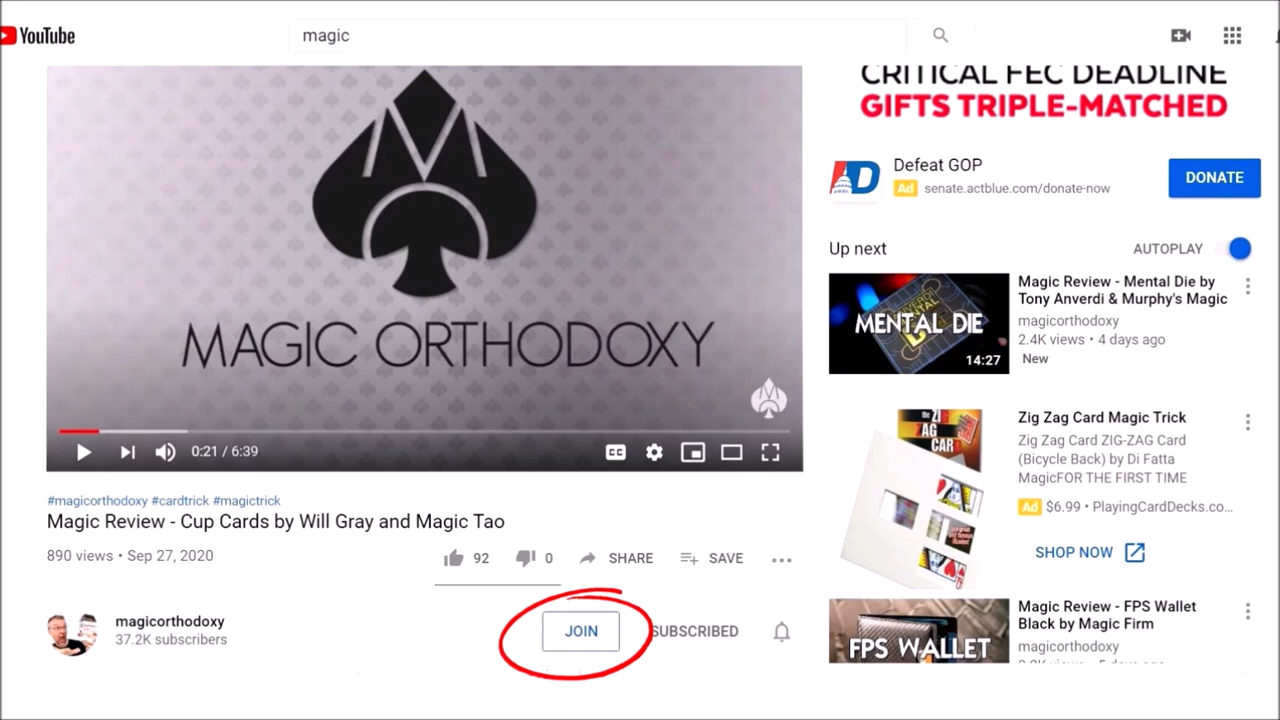 YouTube
magic
MAGIC ORTHODOXY
0:21 / 6:39
CC
#magicorthodoxy #cardtrick #magictrick
Magic Review - Cup Cards by Will Gray and Magic Tao
890 views • Sep 27, 2020
92
0
SHARE
SAVE
magicorthodoxy
37.2K subscribers
JOIN
SUBSCRIBED
CRITICAL FEC DEADLINE
GIFTS TRIPLE-MATCHED
Defeat GOP
Ad senate.actblue.com/donate-now
DONATE
Up next
AUTOPLAY
MENTAL DIE
14:27
Magic Review - Mental Die by
Tony Anverdi & Murphy's Magic
magicorthodoxy
2.4K views • 4 days ago
New
ZAG
CARD
Zig Zag Card Magic Trick
Zig Zag Card ZIG-ZAG Card
(Bicycle Back) by Di Fatta
MagicFOR THE FIRST TIME
Ad $6.99 • PlayingCardDecks.co...
SHOP NOW
FPS WALLET
Magic Review - FPS Wallet
Black by Magic Firm
magicorthodoxy